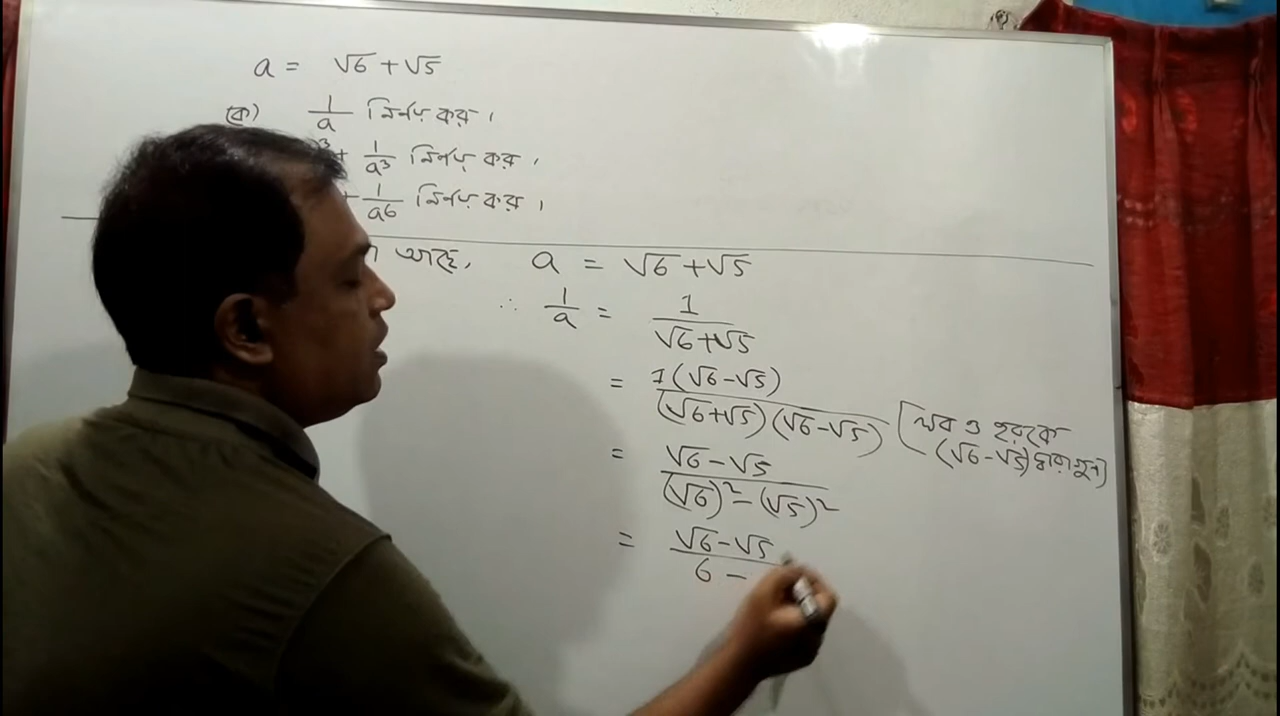 a = √6 + √5
(ক) 1/a নির্ণয় কর।
3 + 1/a³ নির্ণয় কর।
+ 1/a6 নির্ণয় কর।
আছে, a = √6 + √5
∴ 1/a = 1/(√6+√5)
= 1(√6-√5)/(√6+√5)(√6-√5) [লব ও হরকে (√6-√5) দ্বারা গুন]
= (√6-√5)/((√6)²-(√5)²)
= √6-√5 / 6 -